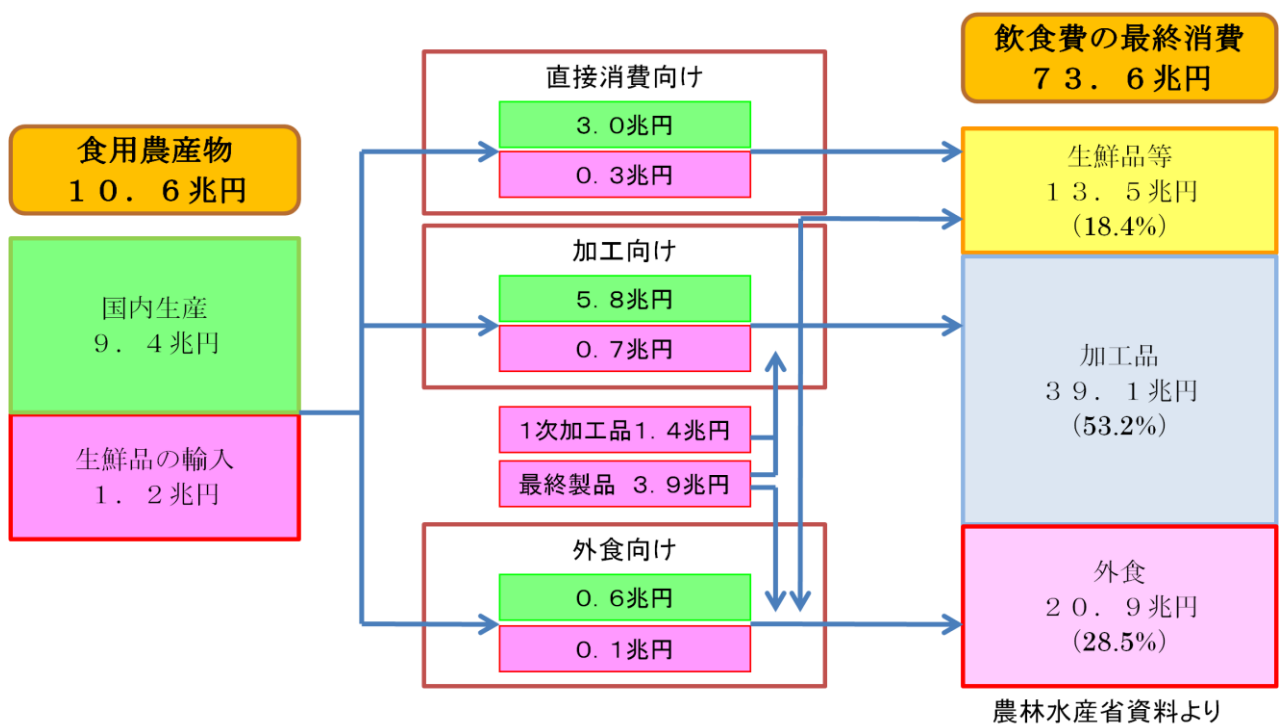 食用農産物
１０．６兆円
国内生産
９．４兆円
生鮮品の輸入
１．２兆円
直接消費向け
３．０兆円
０．３兆円
加工向け
５．８兆円
０．７兆円
１次加工品１．４兆円
最終製品 ３．９兆円
外食向け
０．６兆円
０．１兆円
飲食費の最終消費
７３．６兆円
生鮮品等
１３．５兆円
(18.4%)
加工品
３９．１兆円
(53.2%)
外食
２０．９兆円
(28.5%)
農林水産省資料より